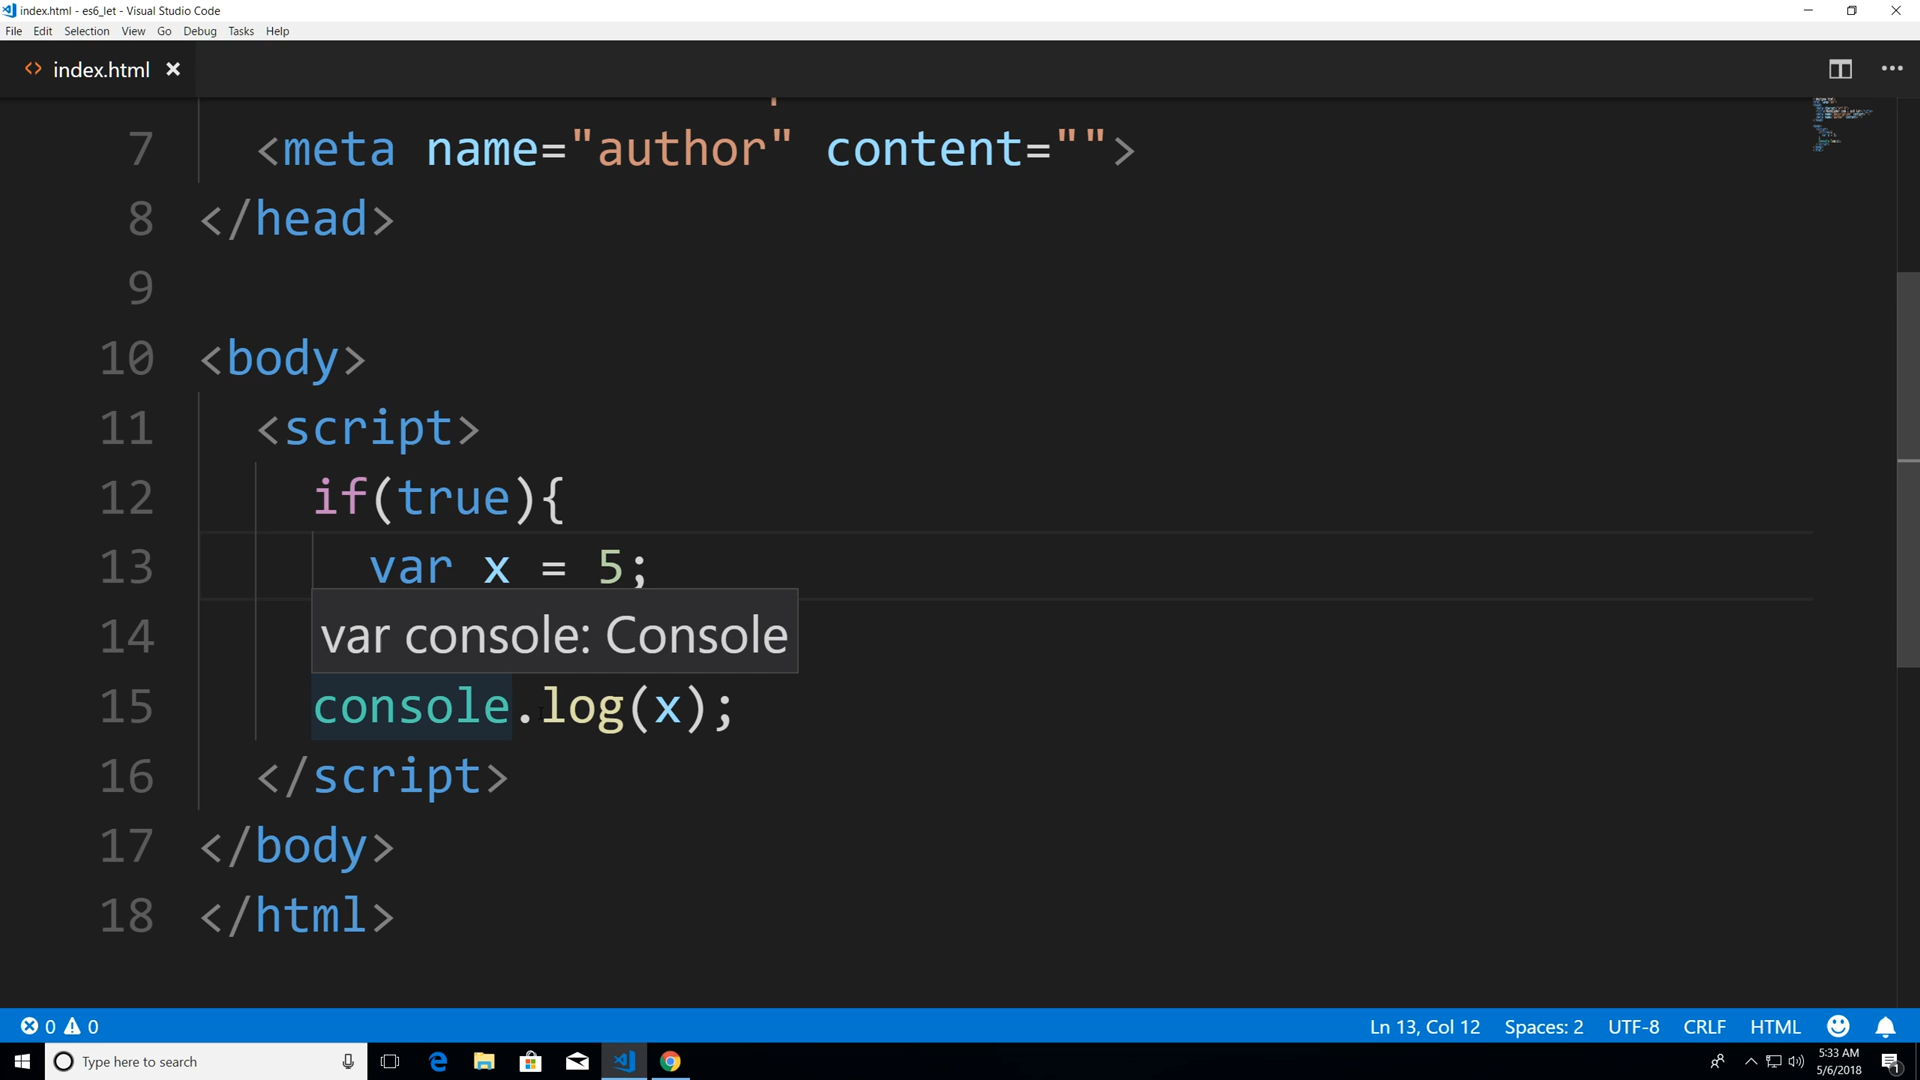 index.html - es6_let - Visual Studio Code
File Edit Selection View Go Debug Tasks Help
<> index.html
7 <meta name="author" content="">
8 </head>
9
10 <body>
11 <script>
12 if(true){
13 var x = 5;
14 var console: Console
15 console.log(x);
16 </script>
17 </body>
18 </html>
0 0 Ln 13, Col 12 Spaces: 2 UTF-8 CRLF HTML
Type here to search
5:33 AM
5/6/2018
1